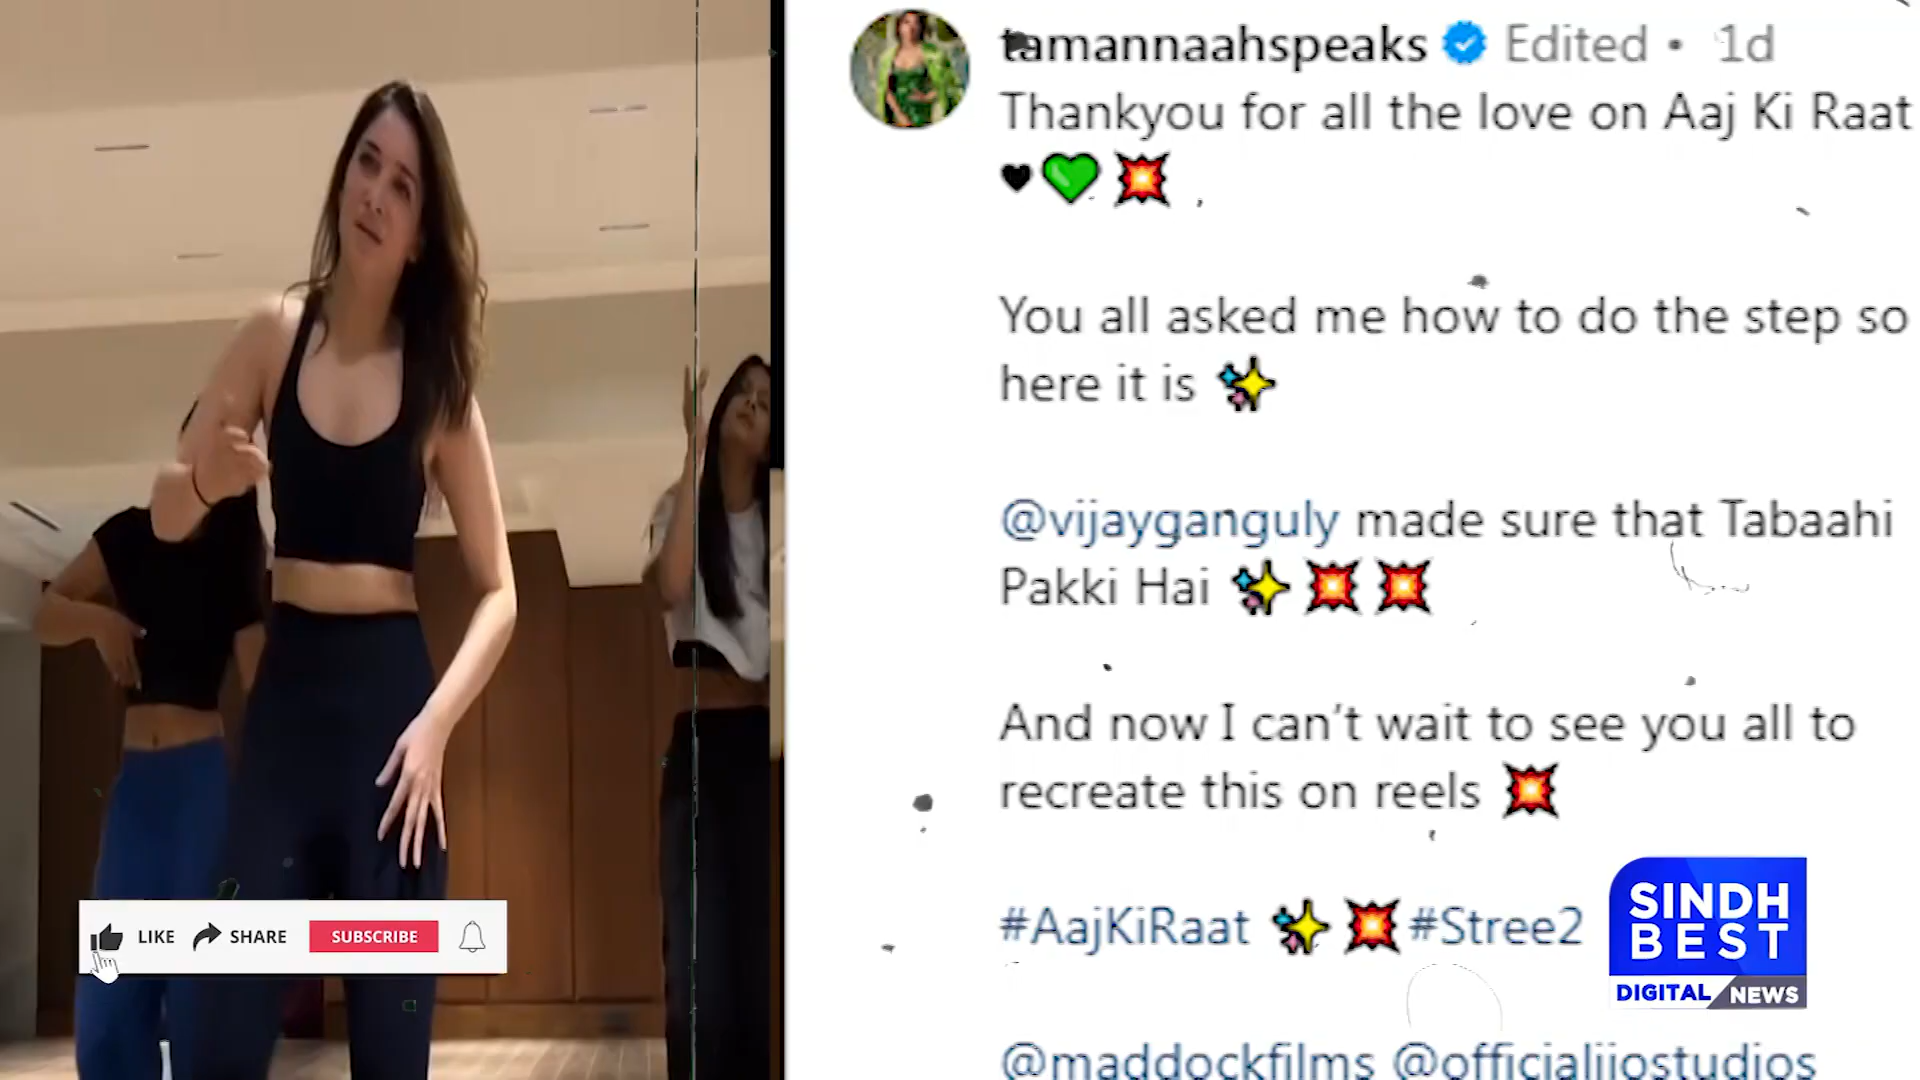 tamannaahspeaks Edited • 1d
Thankyou for all the love on Aaj Ki Raat
🖤💚💥
You all asked me how to do the step so
here it is ✨
@vijayganguly made sure that Tabaahi
Pakki Hai ✨💥💥
And now I can't wait to see you all to
recreate this on reels 💥
#AajKiRaat ✨💥#Stree2
@maddockfilms @officialjiostudios
LIKE SHARE SUBSCRIBE
SINDH
BEST
DIGITAL NEWS